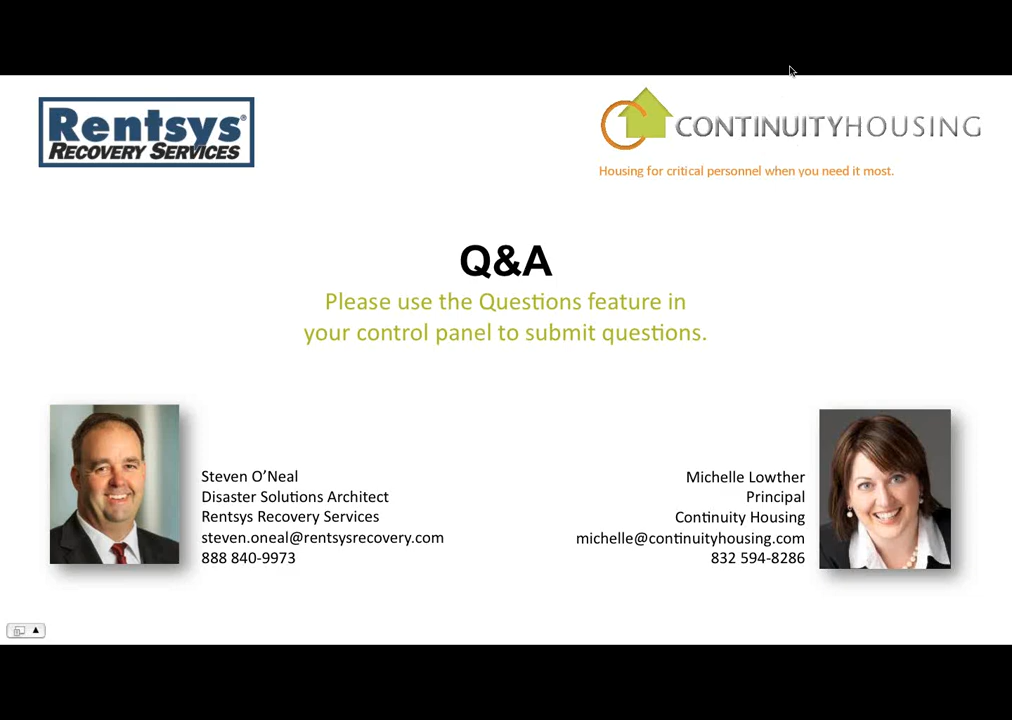 Rentsys®
RECOVERY SERVICES
CONTINUITYHOUSING
Housing for critical personnel when you need it most.
Q&A
Please use the Questions feature in
your control panel to submit questions.
Steven O’Neal
Disaster Solutions Architect
Rentsys Recovery Services
steven.oneal@rentsysrecovery.com
888 840-9973
Michelle Lowther
Principal
Continuity Housing
michelle@continuityhousing.com
832 594-8286